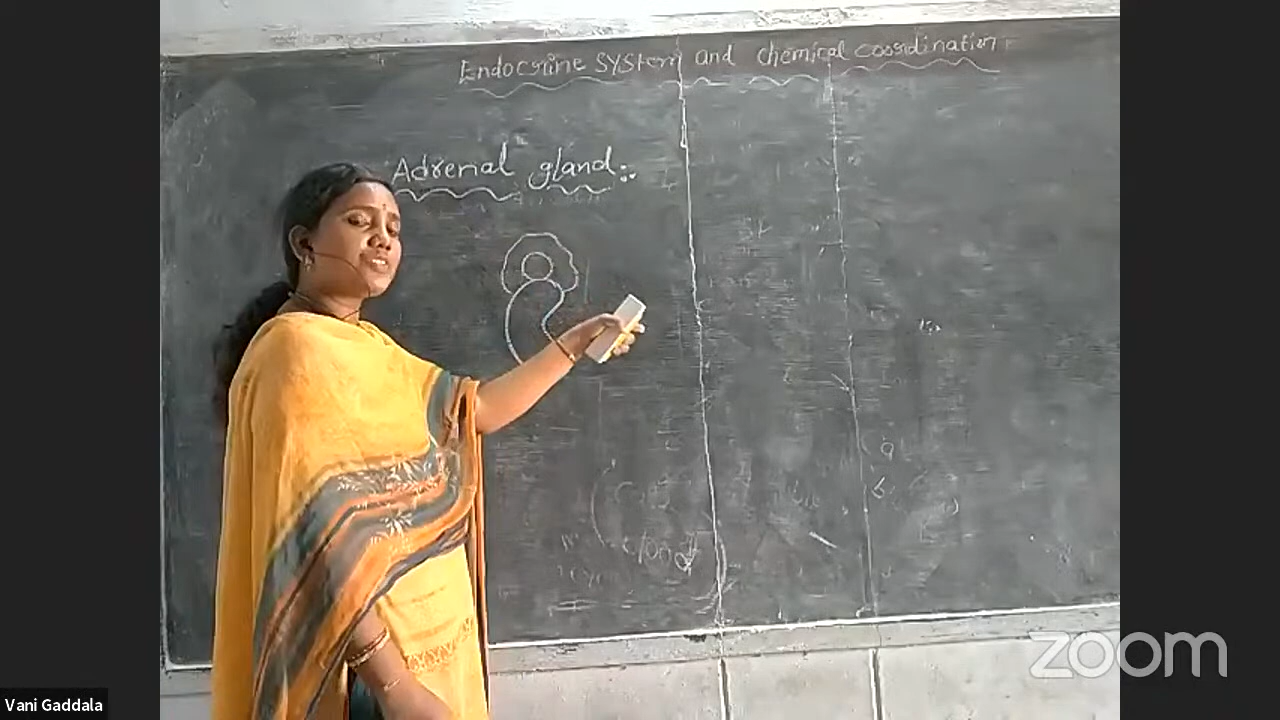 Endocrine System and chemical coordination
Adrenal gland:
zoom
Vani Gaddala